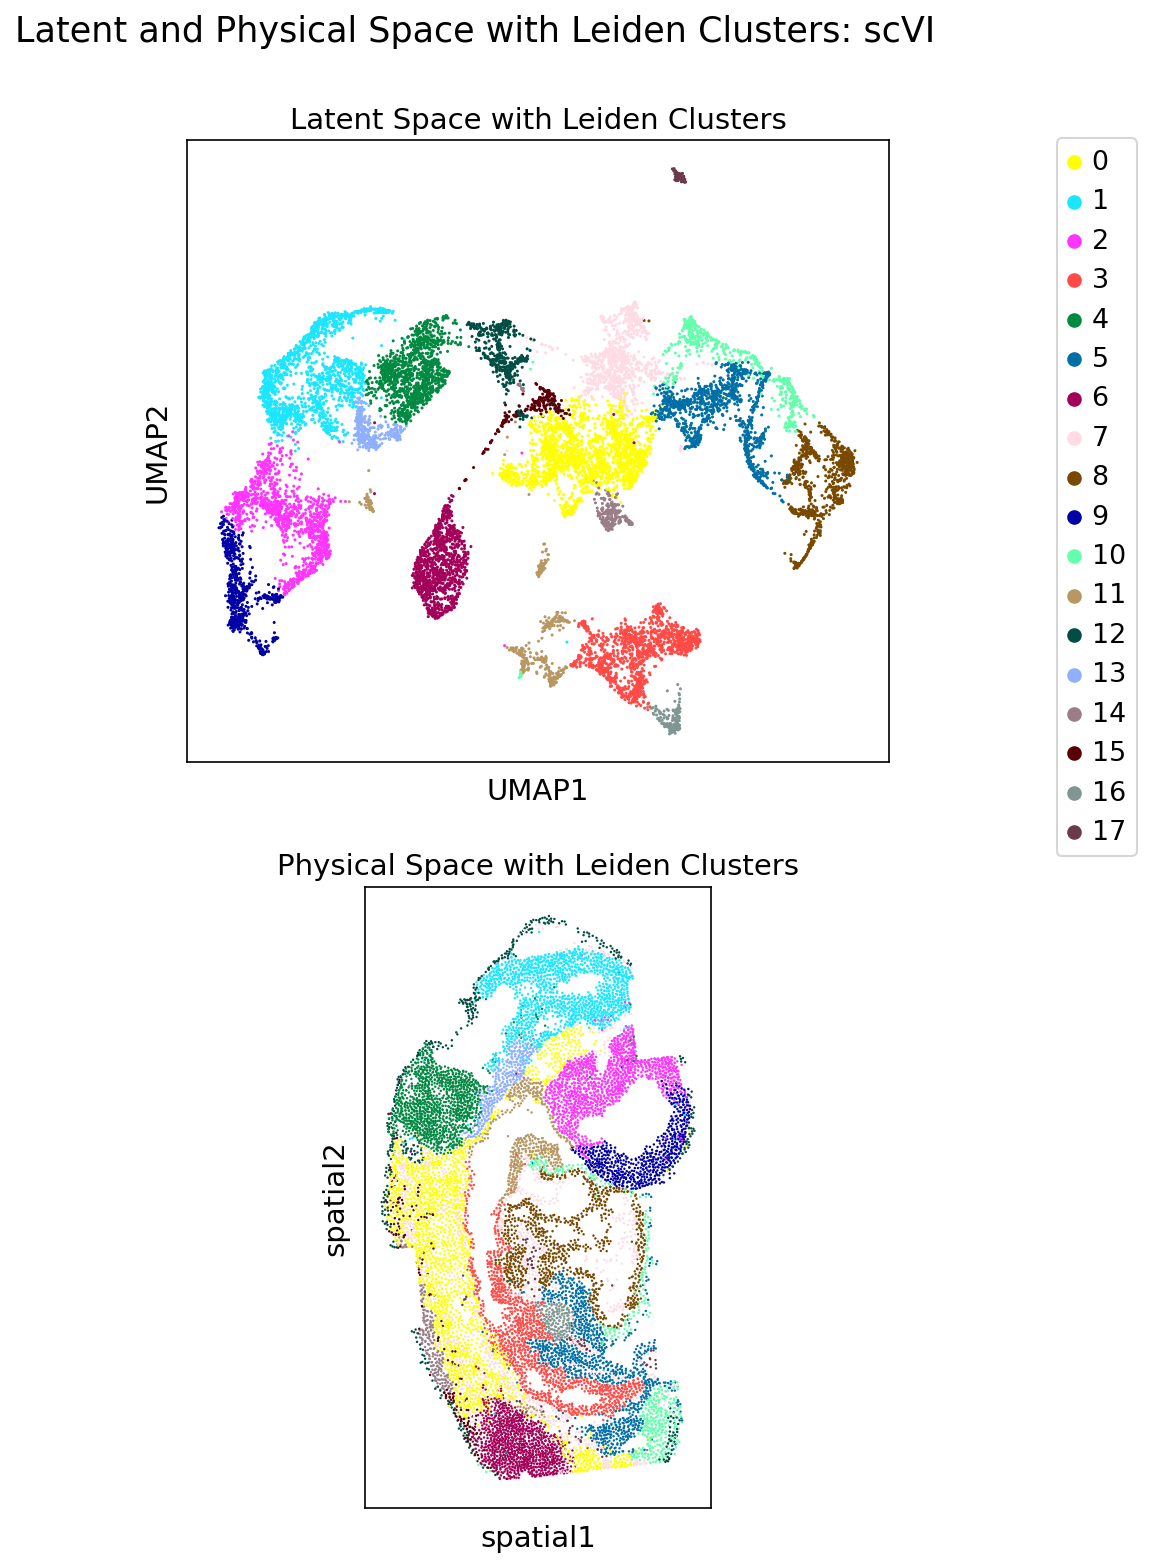 Latent and Physical Space with Leiden Clusters: scVI
Latent Space with Leiden Clusters
UMAP2
UMAP1
0
1
2
3
4
5
6
7
8
9
10
11
12
13
14
15
16
17
Physical Space with Leiden Clusters
spatial2
spatial1